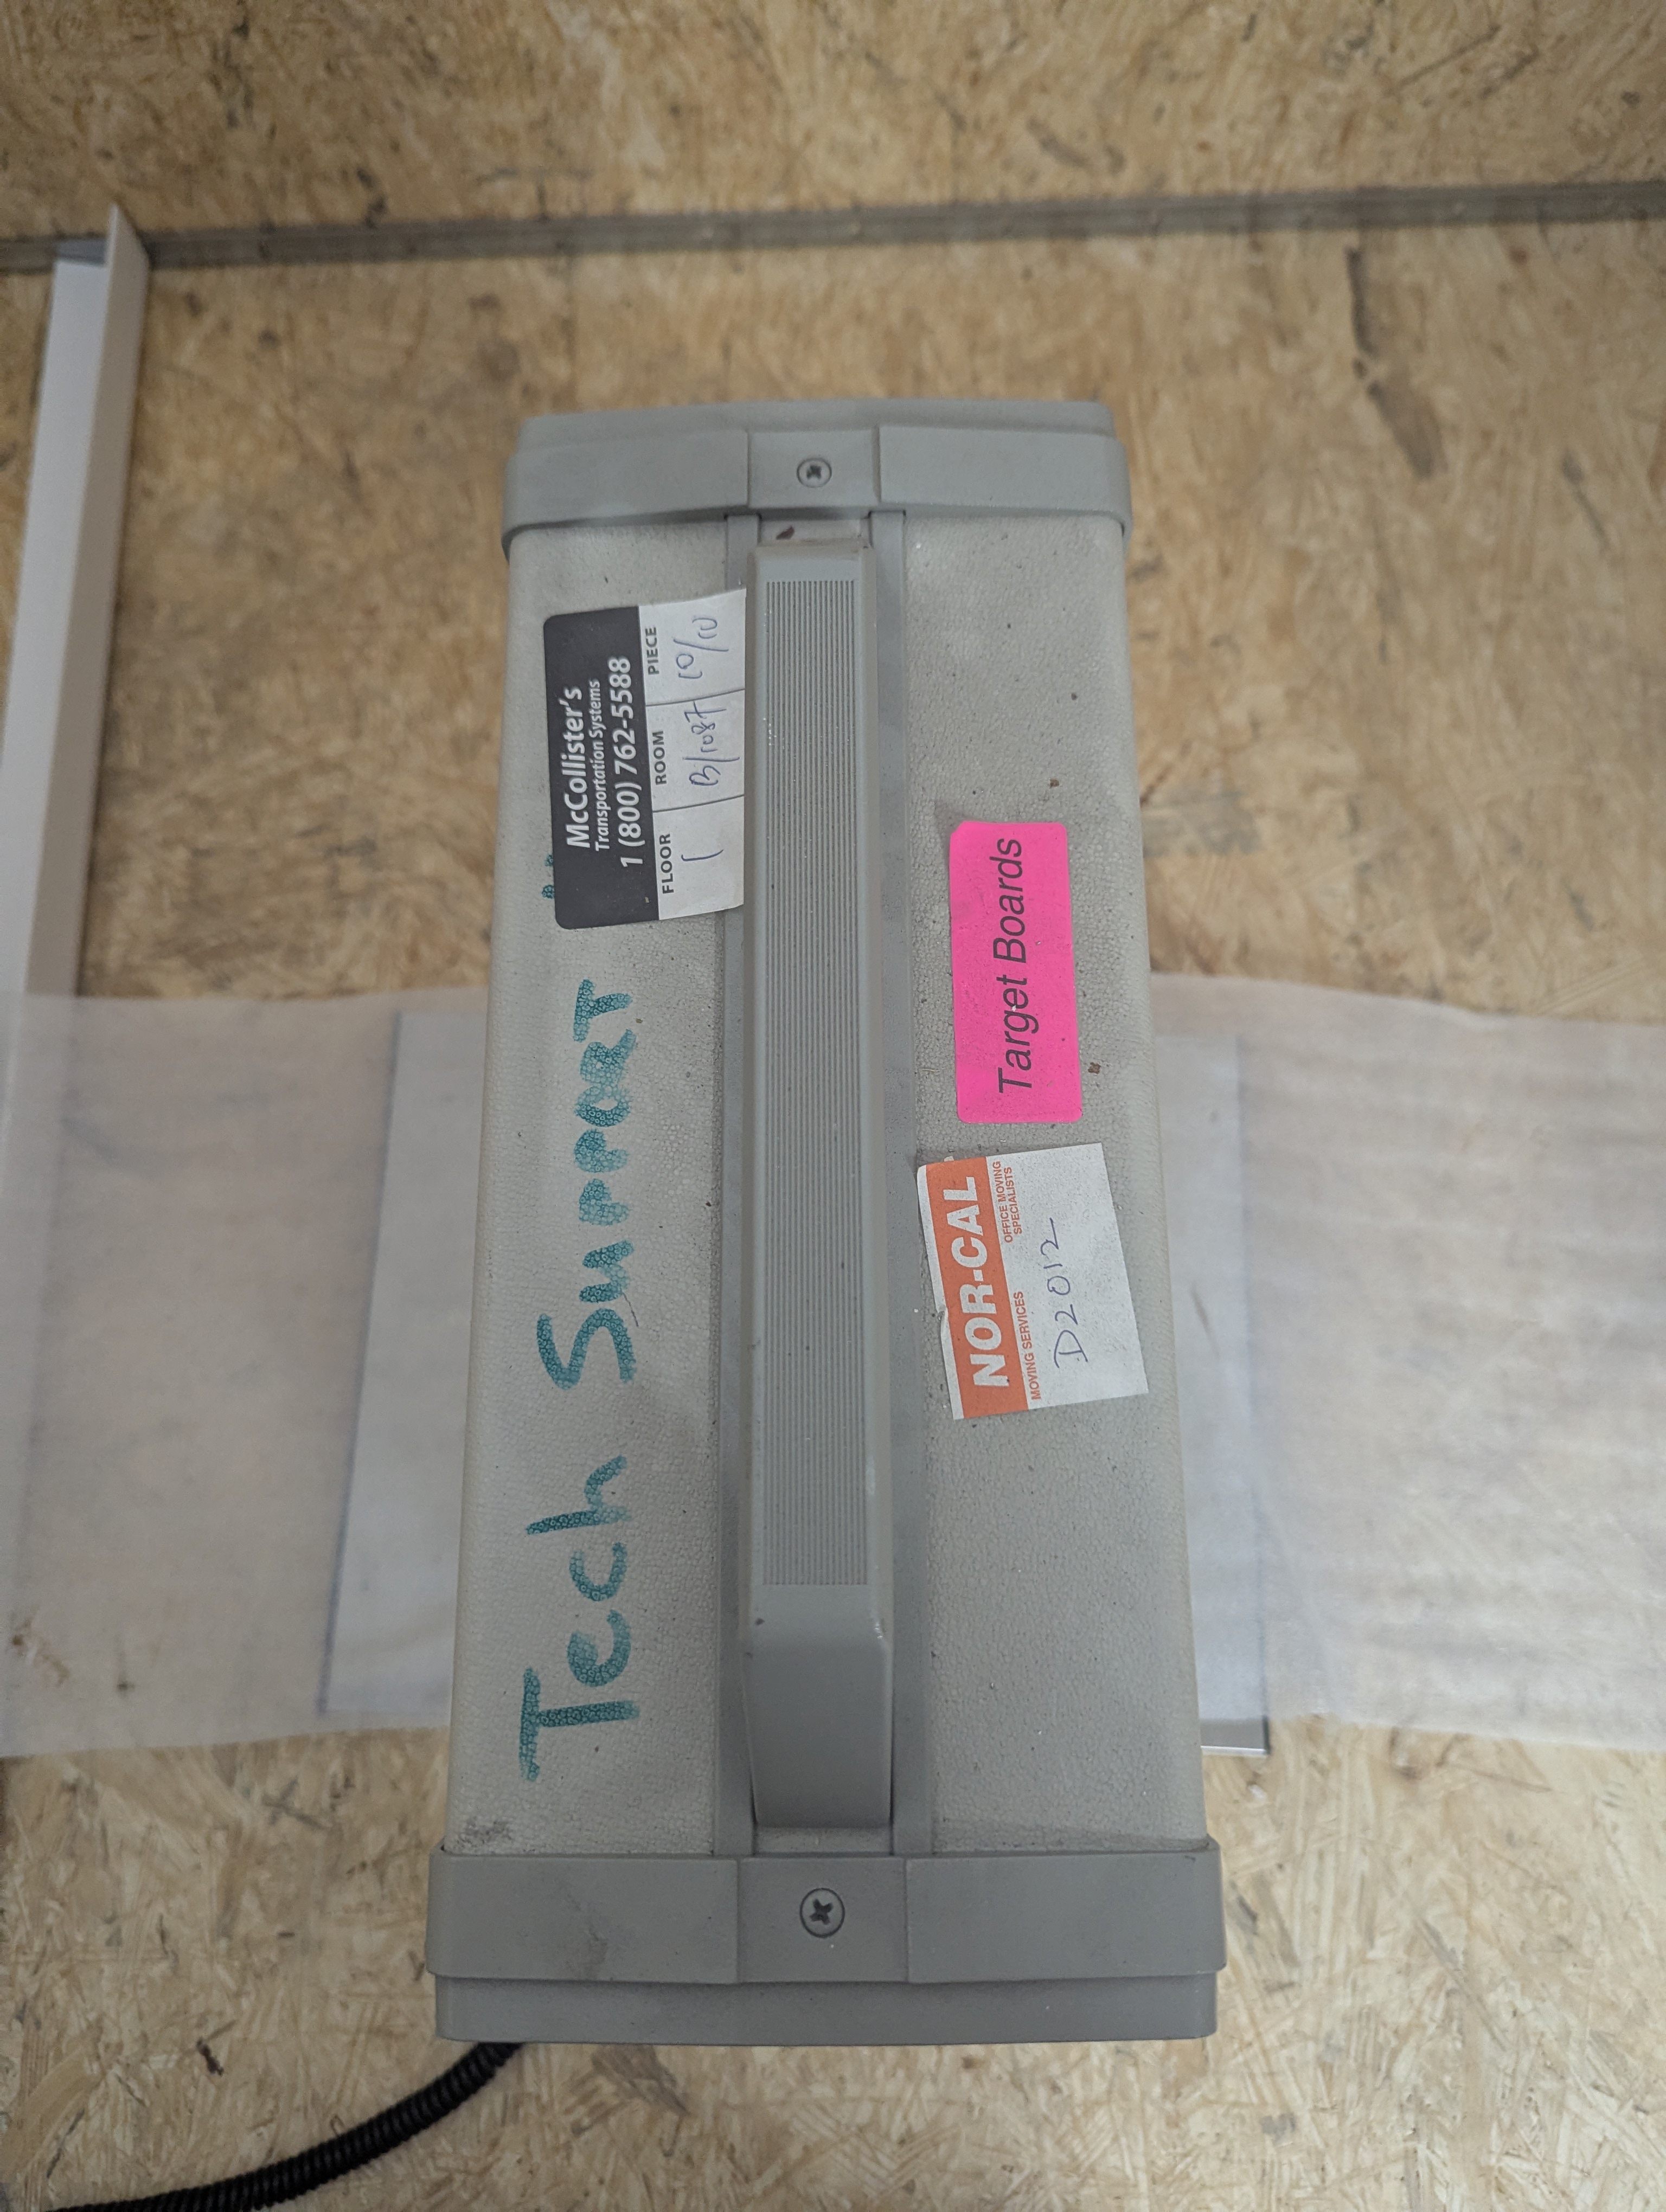 McCollister's
Transportation Systems
1 (800) 762-5588
FLOOR ROOM PIECE
1 B/1087 10/10
Tech Support
Target Boards
NOR-CAL
MOVING SERVICES OFFICE MOVING
SPECIALISTS
D2012